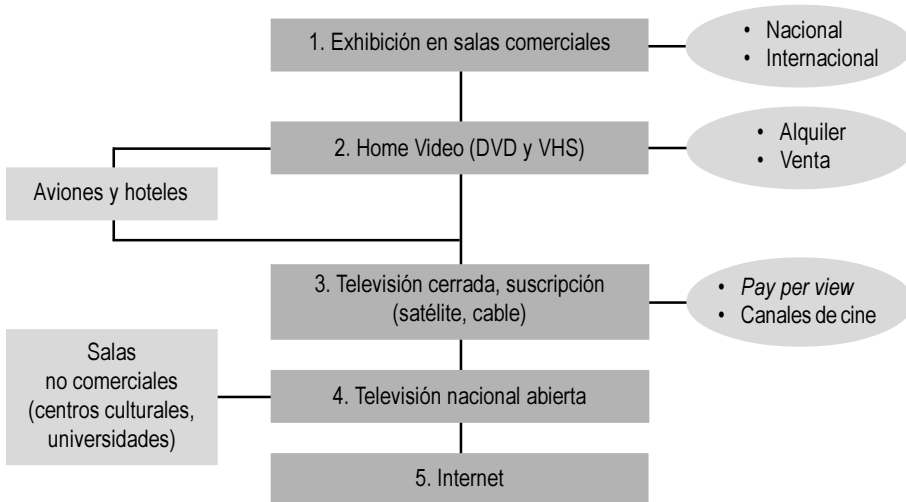 1. Exhibición en salas comerciales
• Nacional
• Internacional
2. Home Video (DVD y VHS)
• Alquiler
• Venta
Aviones y hoteles
3. Televisión cerrada, suscripción
(satélite, cable)
• Pay per view
• Canales de cine
Salas
no comerciales
(centros culturales,
universidades)
4. Televisión nacional abierta
5. Internet